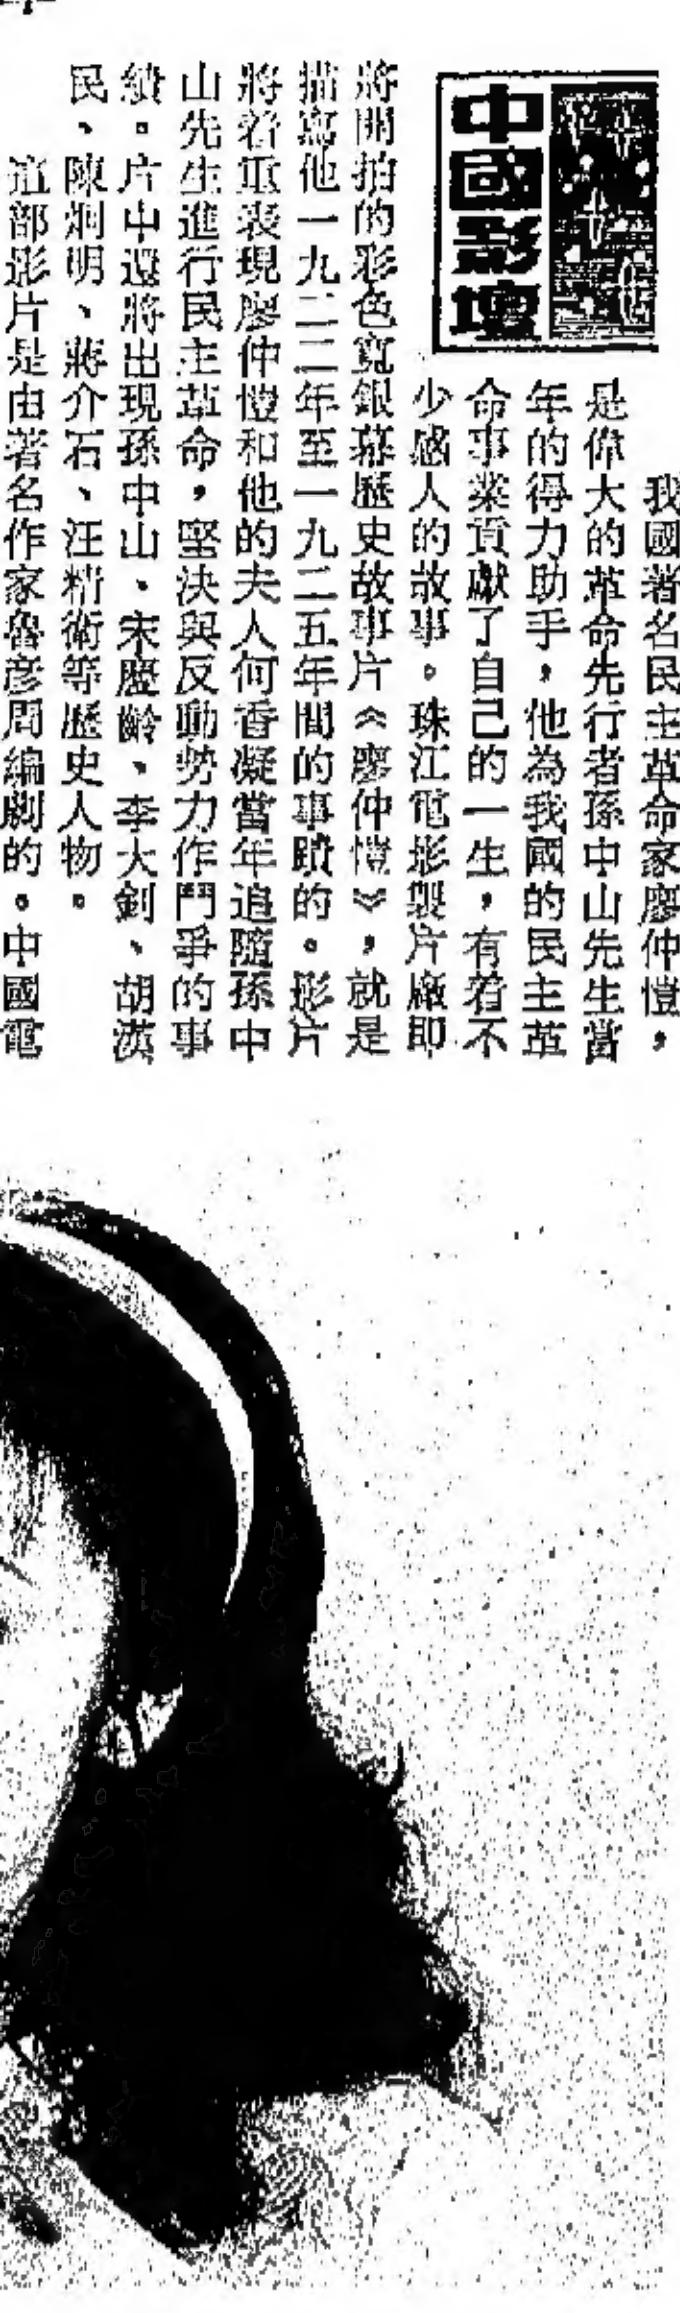 中國影壇
我國著名民主革命家廖仲愷，
是偉大的革命先行者孫中山先生當
年的得力助手，他為我國的民主革
命事業貢獻了自己的一生，有着不
少感人的故事。珠江電影製片廠即
將開拍的彩色寬銀幕歷史故事片《廖仲愷》，就是
描寫他一九二二年至一九二五年間的事蹟的。影片
將着重表現廖仲愷和他的夫人何香凝當年追隨孫中
山先生進行民主革命，堅決與反動勢力作鬥爭的事
績。片中還將出現孫中山、宋慶齡、李大釗、胡漢
民、陳炯明、蔣介石、汪精衛等歷史人物。
這部影片是由著名作家魯彥周編劇的。中國電